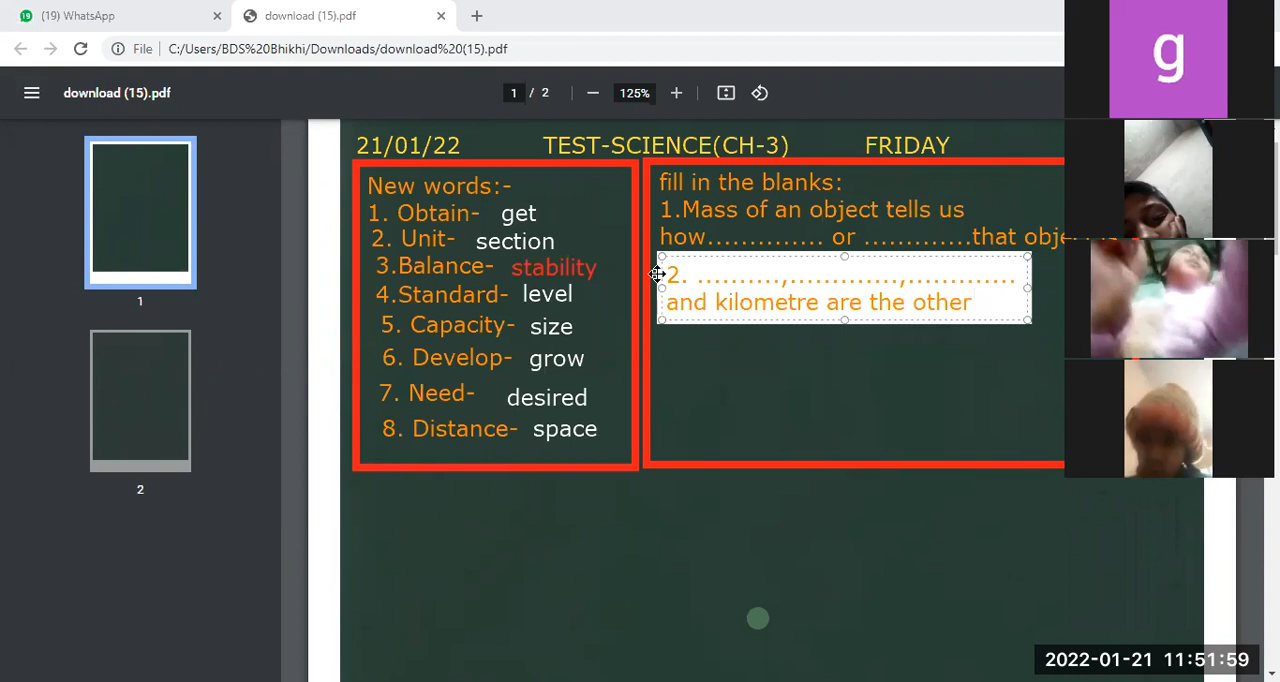 (19) WhatsApp
download (15).pdf
File
C:/Users/BDS%20Bhikhi/Downloads/download%20(15).pdf
download (15).pdf
1 / 2
125%
g
21/01/22 TEST-SCIENCE(CH-3) FRIDAY
New words:-
1. Obtain- get
2. Unit- section
3.Balance- stability
4.Standard- level
5. Capacity- size
6. Develop- grow
7. Need- desired
8. Distance- space
fill in the blanks:
1.Mass of an object tells us
how.............. or .............that
2. ..........,.............,.............
and kilometre are the other
1
2
2022-01-21 11:51:59